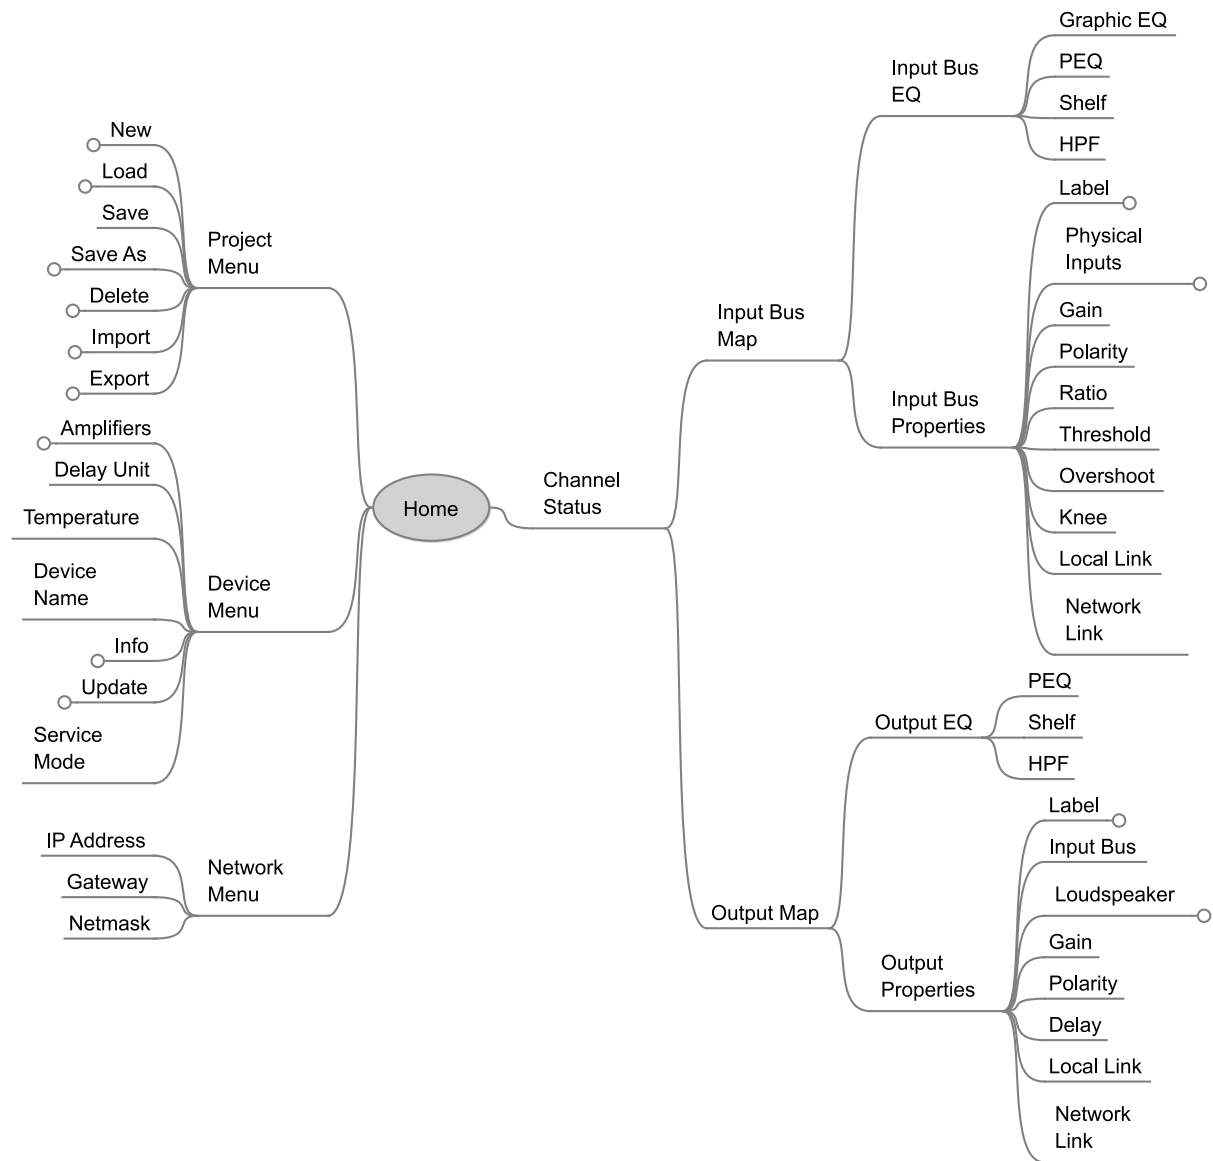 New
Load
Save
Save As
Delete
Import
Export
Project
Menu
Amplifiers
Delay Unit
Temperature
Device
Name
Info
Update
Service
Mode
Device
Menu
IP Address
Gateway
Netmask
Network
Menu
Home
Channel
Status
Input Bus
Map
Input Bus
EQ
Graphic EQ
PEQ
Shelf
HPF
Input Bus
Properties
Label
Physical
Inputs
Gain
Polarity
Ratio
Threshold
Overshoot
Knee
Local Link
Network
Link
Output Map
Output EQ
PEQ
Shelf
HPF
Output
Properties
Label
Input Bus
Loudspeaker
Gain
Polarity
Delay
Local Link
Network
Link